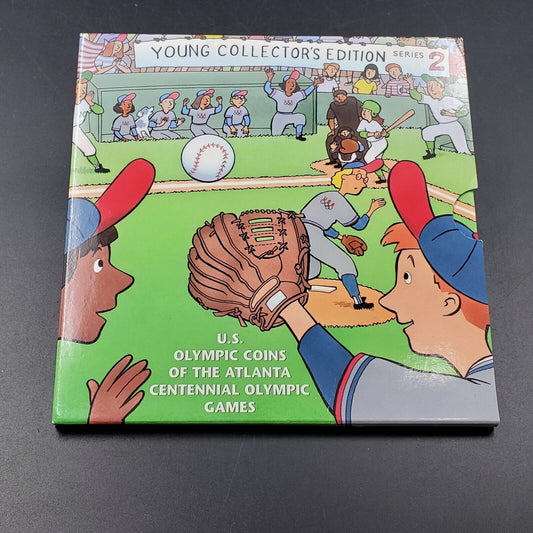 YOUNG COLLECTOR'S EDITION SERIES 2
U.S.
OLYMPIC COINS
OF THE ATLANTA
CENTENNIAL OLYMPIC
GAMES